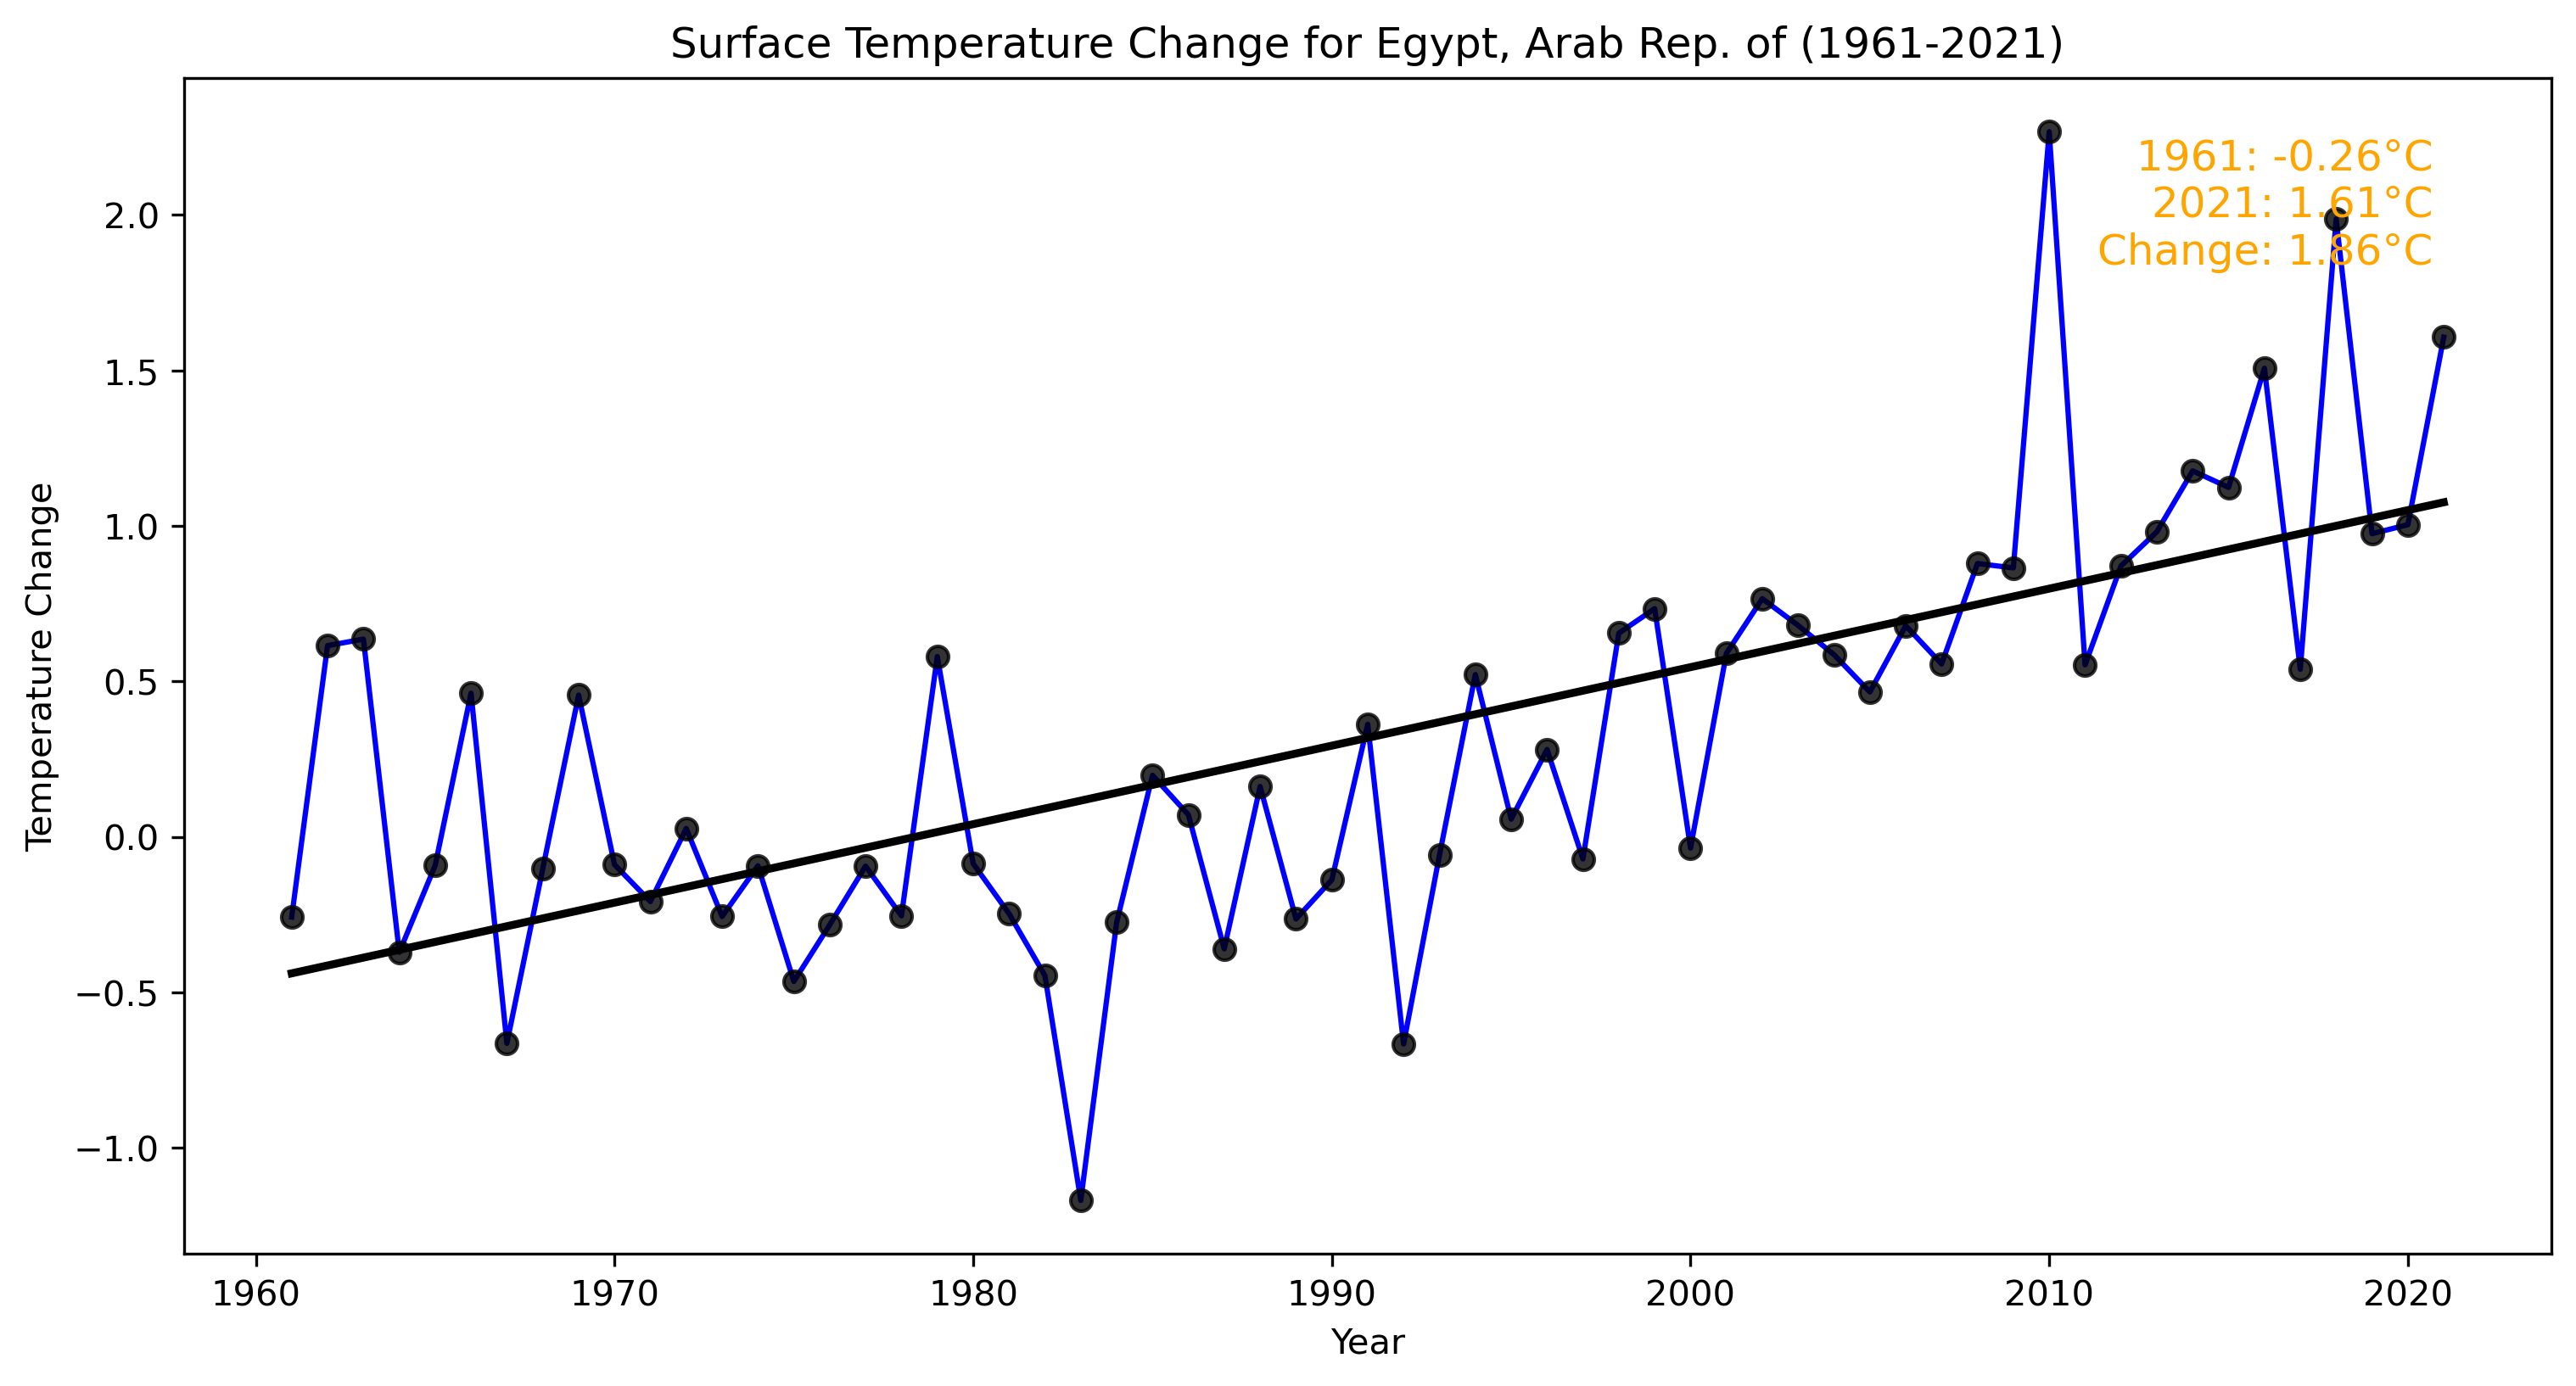 Surface Temperature Change for Egypt, Arab Rep. of (1961-2021)
1961: -0.26°C
2021: 1.61°C
Change: 1.86°C
Temperature Change
2.0
1.5
1.0
0.5
0.0
−0.5
−1.0
1960 1970 1980 1990 2000 2010 2020
Year